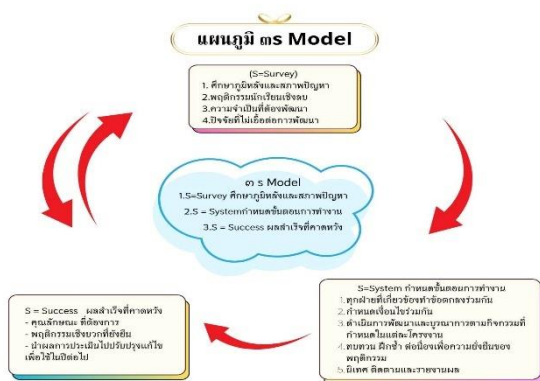 แผนภูมิ ๓s Model
(S=Survey)
1. ศึกษาภูมิหลังและสภาพปัญหา
2.พฤติกรรมนักเรียนเชิงลบ
3.ความจำเป็นที่ต้องพัฒนา
4.ปัจจัยที่ไม่เอื้อต่อการพัฒนา
๓ s Model
1.S=Survey ศึกษาภูมิหลังและสภาพปัญหา
2.S = Systemกำหนดขั้นตอนการทำงาน
3.S = Success ผลสำเร็จที่คาดหวัง
S=System กำหนดขั้นตอนการทำงาน
1.ทุกฝ่ายที่เกี่ยวข้องทำข้อตกลงร่วมกัน
2.กำหนดเงื่อนไขร่วมกัน
3.ดำเนินการพัฒนาและบูรณาการตามกิจกรรมที่
กำหนดในแต่ละโครงงาน
4.ทบทวน ฝึกซ้ำ ต่อเนื่องเพื่อความยั่งยืนของ
พฤติกรรม
5.นิเทศ ติดตามและรายงานผล
S = Success ผลสำเร็จที่คาดหวัง
- คุณลักษณะ ที่ต้องการ
- พฤติกรรมเชิงบวกที่ยั่งยืน
- นำผลการประเมินไปปรับปรุงแก้ไข
เพื่อใช้ในปีต่อไป